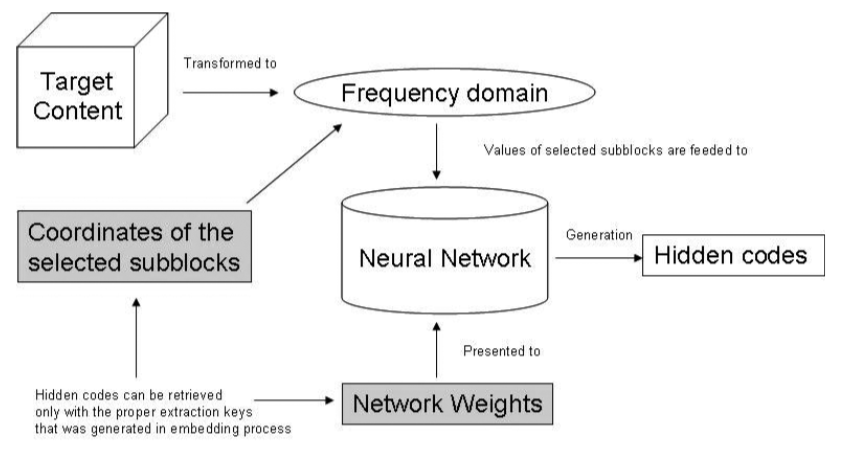 Target
Content
Transformed to
Frequency domain
Values of selected subblocks are feeded to
Coordinates of the
selected subblocks
Neural Network
Generation
Hidden codes
Presented to
Hidden codes can be retrieved
only with the proper extraction keys
that was generated in embedding process
Network Weights